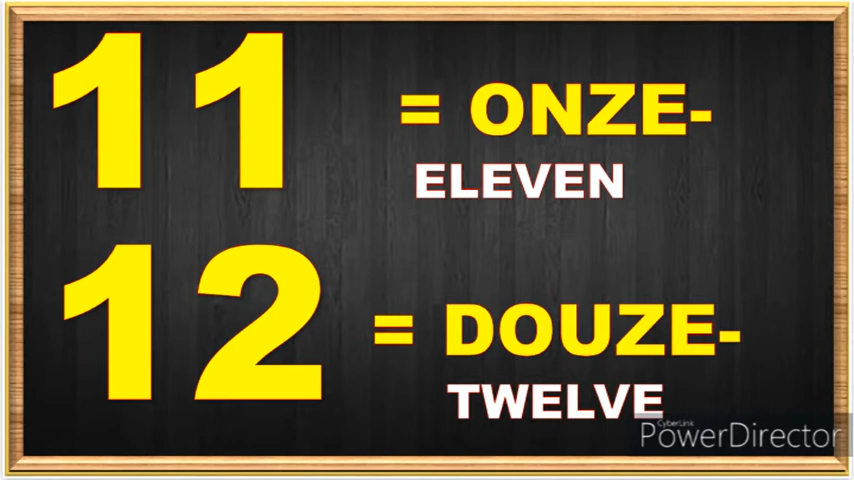 11 = ONZE-
ELEVEN
12 = DOUZE-
TWELVE
CyberLink
PowerDirector